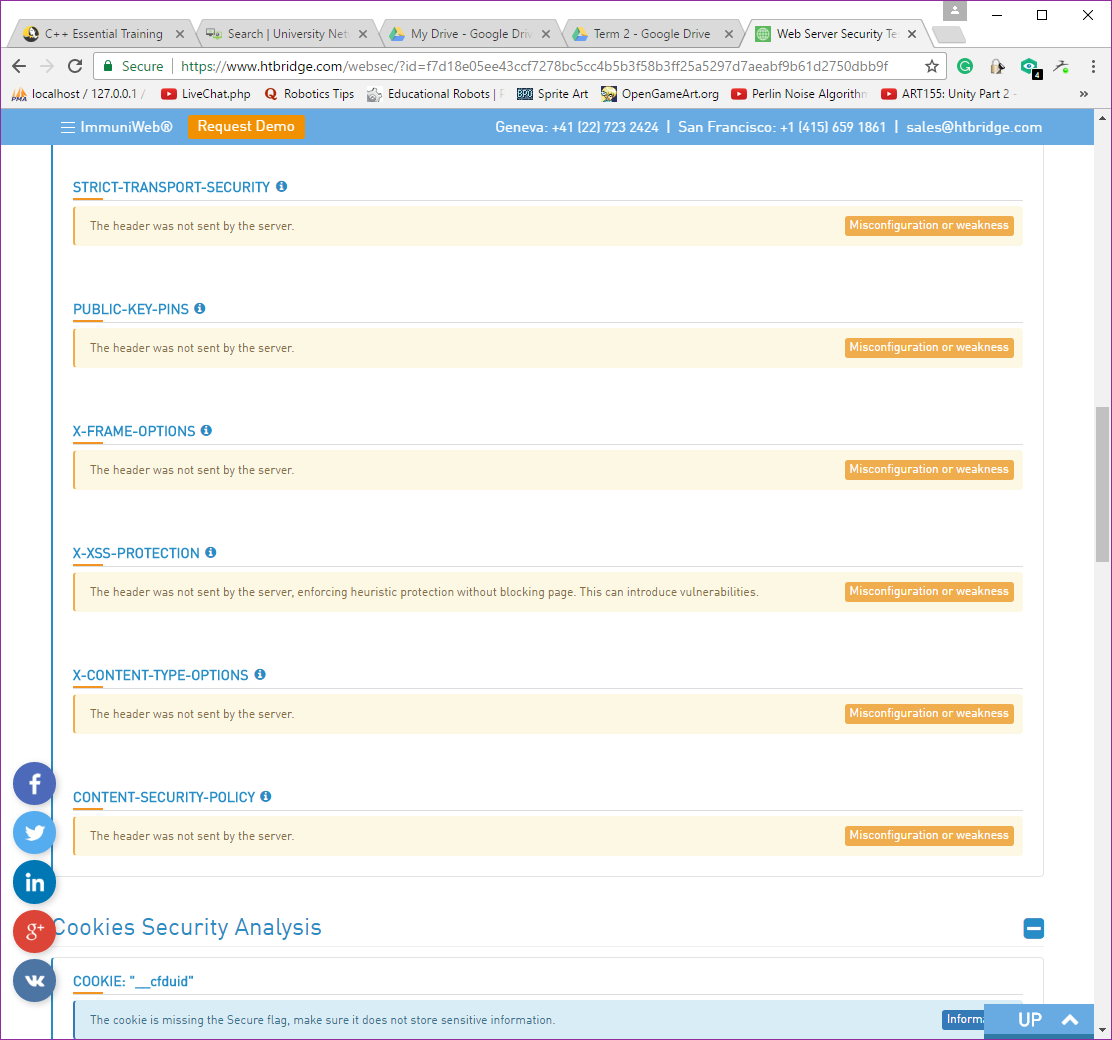 C++ Essential Training
Search | University Net
My Drive - Google Driv
Term 2 - Google Drive
Web Server Security Te
Secure
https://www.htbridge.com/websec/?id=f7d18e05ee43ccf7278bc5cc4b5b3f58b3ff25a5297d7aeabf9b61d2750dbb9f
4
PMA localhost / 127.0.0.1 /
LiveChat.php
Robotics Tips
Educational Robots |
BPO Sprite Art
OpenGameArt.org
Perlin Noise Algorithm
ART155: Unity Part 2 -
»
ImmuniWeb®
Request Demo
Geneva: +41 (22) 723 2424 | San Francisco: +1 (415) 659 1861 | sales@htbridge.com
STRICT-TRANSPORT-SECURITY
The header was not sent by the server. Misconfiguration or weakness
PUBLIC-KEY-PINS
The header was not sent by the server. Misconfiguration or weakness
X-FRAME-OPTIONS
The header was not sent by the server. Misconfiguration or weakness
X-XSS-PROTECTION
The header was not sent by the server, enforcing heuristic protection without blocking page. This can introduce vulnerabilities. Misconfiguration or weakness
X-CONTENT-TYPE-OPTIONS
The header was not sent by the server. Misconfiguration or weakness
CONTENT-SECURITY-POLICY
The header was not sent by the server. Misconfiguration or weakness
Cookies Security Analysis
COOKIE: "__cfduid"
The cookie is missing the Secure flag, make sure it does not store sensitive information. Informa
UP